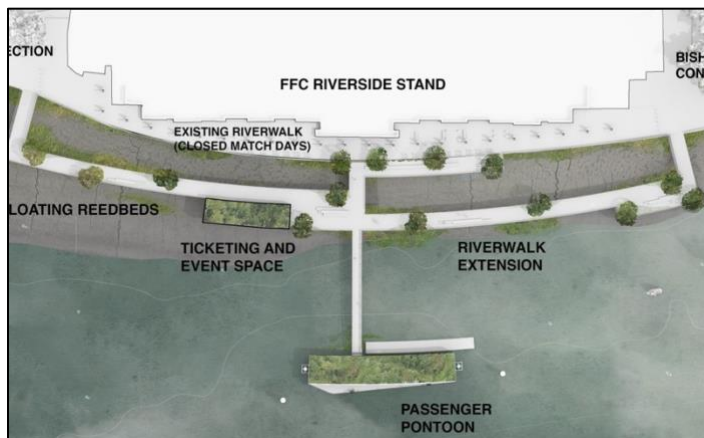 ECTION
BISH
CON
FFC RIVERSIDE STAND
EXISTING RIVERWALK
(CLOSED MATCH DAYS)
LOATING REEDBEDS
TICKETING AND
EVENT SPACE
RIVERWALK
EXTENSION
PASSENGER
PONTOON